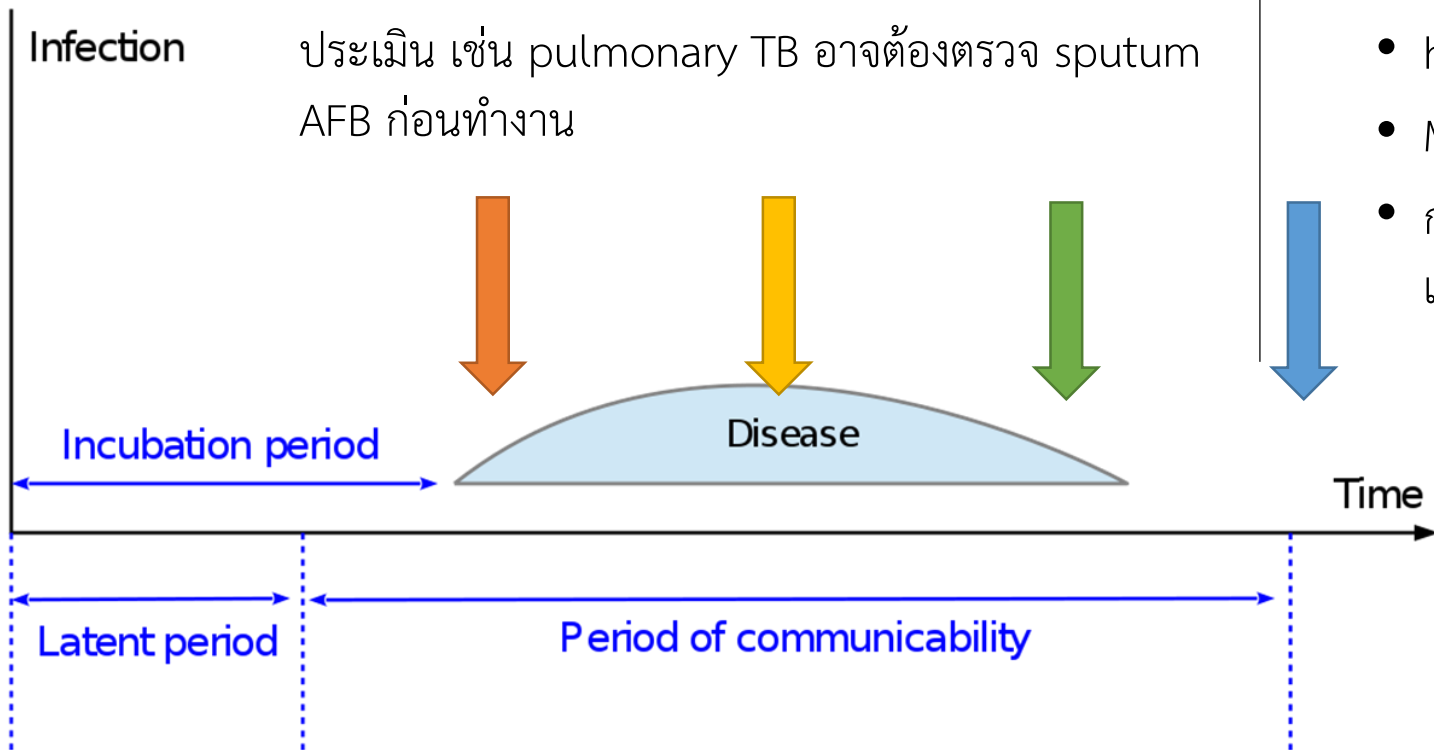 Infection
ประเมิน เช่น pulmonary TB อาจต้องตรวจ sputum
AFB ก่อนทำงาน
Disease
Incubation period
Time
Latent period
Period of communicability